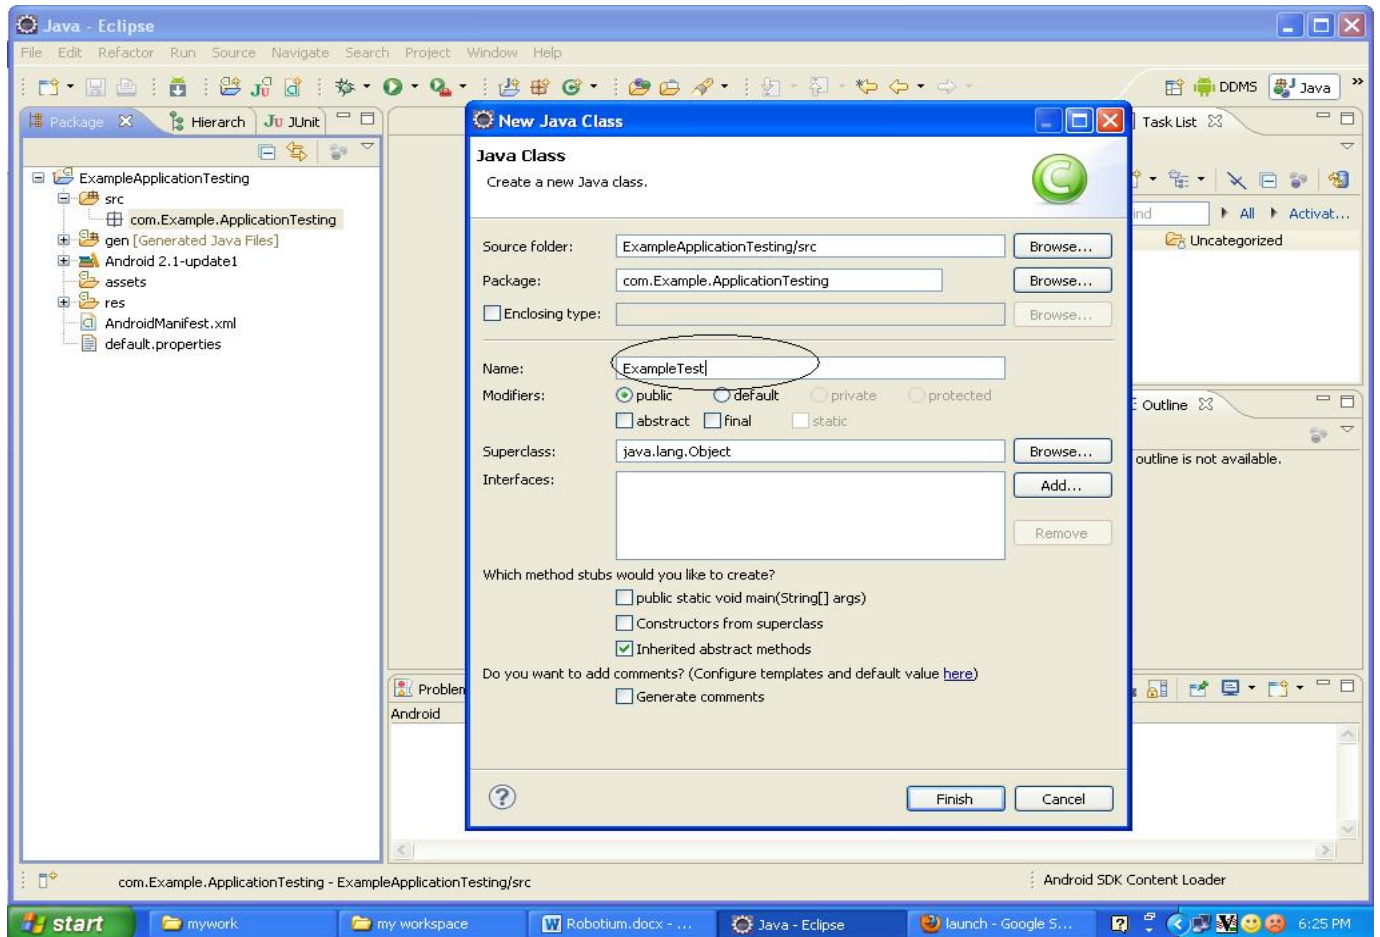 Java - Eclipse
File Edit Refactor Run Source Navigate Search Project Window Help
DDMS
Java
Package
Hierarch
JUnit
ExampleApplicationTesting
src
com.Example.ApplicationTesting
gen [Generated Java Files]
Android 2.1-update1
assets
res
AndroidManifest.xml
default.properties
New Java Class
Java Class
Create a new Java class.
Source folder: ExampleApplicationTesting/src Browse...
Package: com.Example.ApplicationTesting Browse...
Enclosing type: Browse...
Name: ExampleTest
Modifiers: public default private protected
abstract final static
Superclass: java.lang.Object Browse...
Interfaces: Add...
Remove
Which method stubs would you like to create?
public static void main(String[] args)
Constructors from superclass
Inherited abstract methods
Do you want to add comments? (Configure templates and default value here)
Generate comments
Finish Cancel
Task List
ind All Activat...
Uncategorized
Outline
outline is not available.
Problem
Android
com.Example.ApplicationTesting - ExampleApplicationTesting/src
Android SDK Content Loader
start mywork my workspace Robotium.docx - ... Java - Eclipse launch - Google S... 6:25 PM